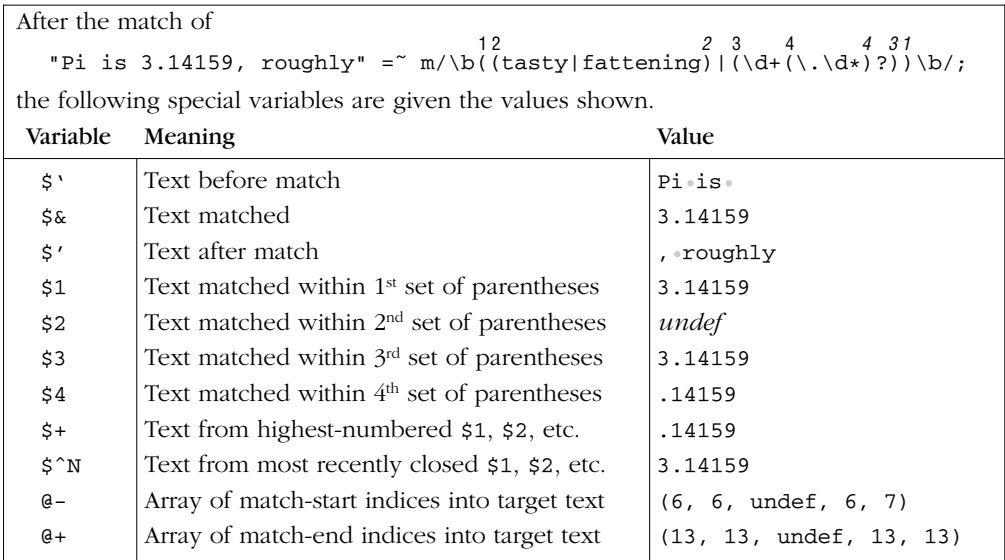 After the match of
1 2 2 3 4 4 3 1
"Pi is 3.14159, roughly" =~ m/\b((tasty|fattening)|(\d+(\.\d*)?))\b/;
the following special variables are given the values shown.
Variable Meaning Value
$` Text before match Pi•is•
$& Text matched 3.14159
$' Text after match ,•roughly
$1 Text matched within 1st set of parentheses 3.14159
$2 Text matched within 2nd set of parentheses undef
$3 Text matched within 3rd set of parentheses 3.14159
$4 Text matched within 4th set of parentheses .14159
$+ Text from highest-numbered $1, $2, etc. .14159
$^N Text from most recently closed $1, $2, etc. 3.14159
@- Array of match-start indices into target text (6, 6, undef, 6, 7)
@+ Array of match-end indices into target text (13, 13, undef, 13, 13)